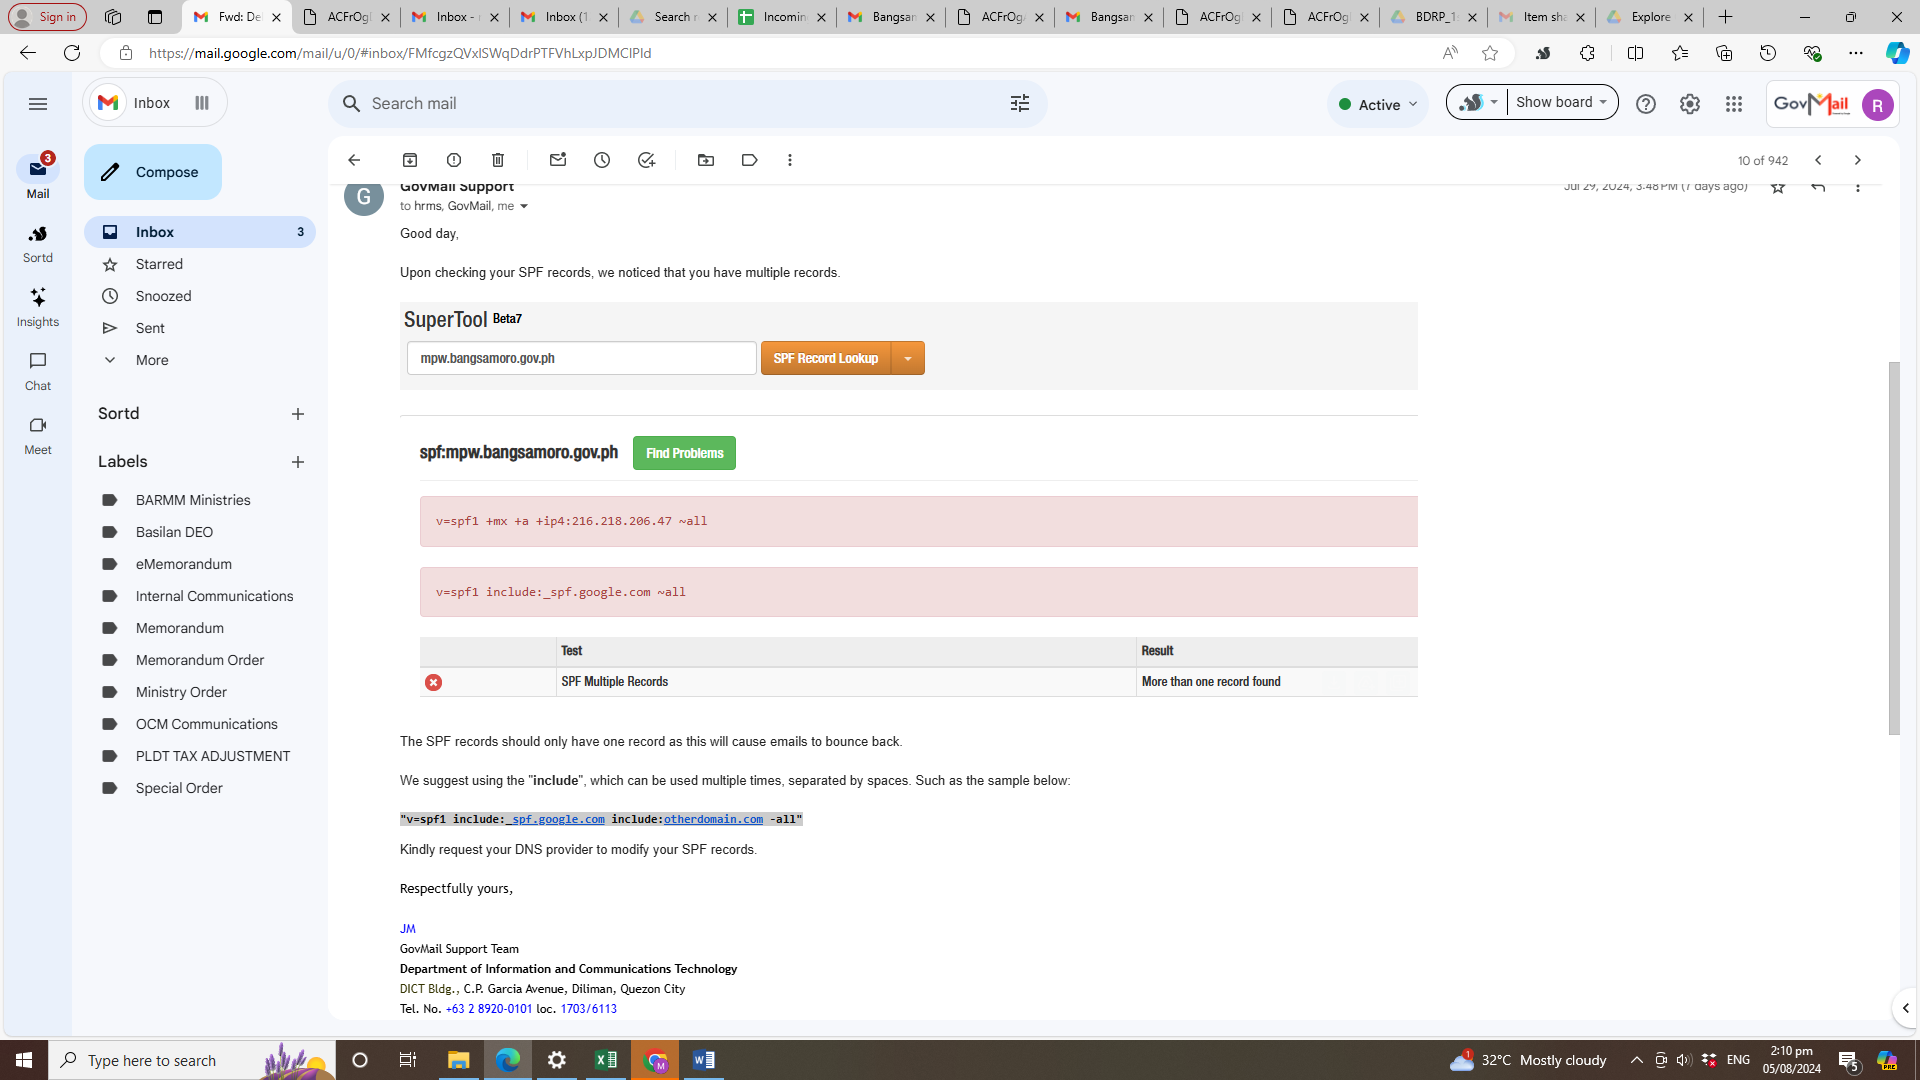 Sign in
Fwd: De
ACFrOgl
Inbox -
Inbox (1
Search r
Incomin
Bangsan
ACFrOg
Bangsan
ACFrOg
ACFrOg
BDRP_1
Item sha
Explore
https://mail.google.com/mail/u/0/#inbox/FMfcgzQVxlSWqDdrPTFVhLxpJDMClPld
Inbox
Search mail
Active
Show board
GovMail
R
3
Mail
Sortd
Insights
Chat
Meet
Compose
Inbox 3
Starred
Snoozed
Sent
More
Sortd
Labels
BARMM Ministries
Basilan DEO
eMemorandum
Internal Communications
Memorandum
Memorandum Order
Ministry Order
OCM Communications
PLDT TAX ADJUSTMENT
Special Order
10 of 942
G
GovMail Support
Jul 29, 2024, 3:48 PM (7 days ago)
to hrms, GovMail, me
Good day,
Upon checking your SPF records, we noticed that you have multiple records.
SuperTool Beta7
mpw.bangsamoro.gov.ph SPF Record Lookup
spf:mpw.bangsamoro.gov.ph Find Problems
v=spf1 +mx +a +ip4:216.218.206.47 ~all
v=spf1 include:_spf.google.com ~all
Test Result
SPF Multiple Records More than one record found
The SPF records should only have one record as this will cause emails to bounce back.
We suggest using the "include", which can be used multiple times, separated by spaces. Such as the sample below:
"v=spf1 include:_spf.google.com include:otherdomain.com -all"
Kindly request your DNS provider to modify your SPF records.
Respectfully yours,
JM
GovMail Support Team
Department of Information and Communications Technology
DICT Bldg., C.P. Garcia Avenue, Diliman, Quezon City
Tel. No. +63 2 8920-0101 loc. 1703/6113
Type here to search
1
32°C Mostly cloudy
ENG
2:10 pm
05/08/2024
5